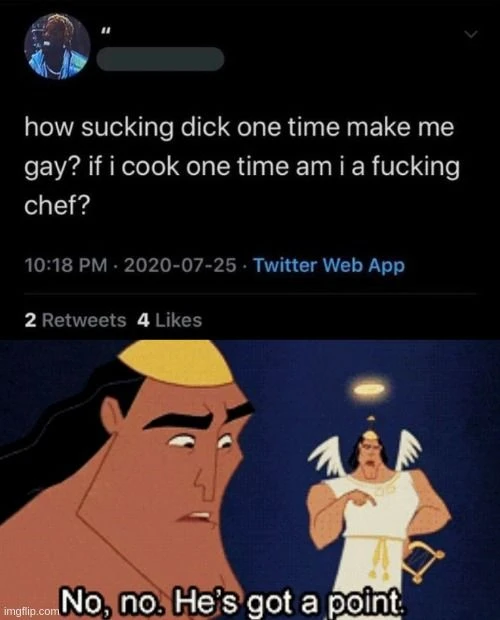 "
how sucking dick one time make me
gay? if i cook one time am i a fucking
chef?
10:18 PM · 2020-07-25 · Twitter Web App
2 Retweets 4 Likes
No, no. He's got a point.
imgflip.com